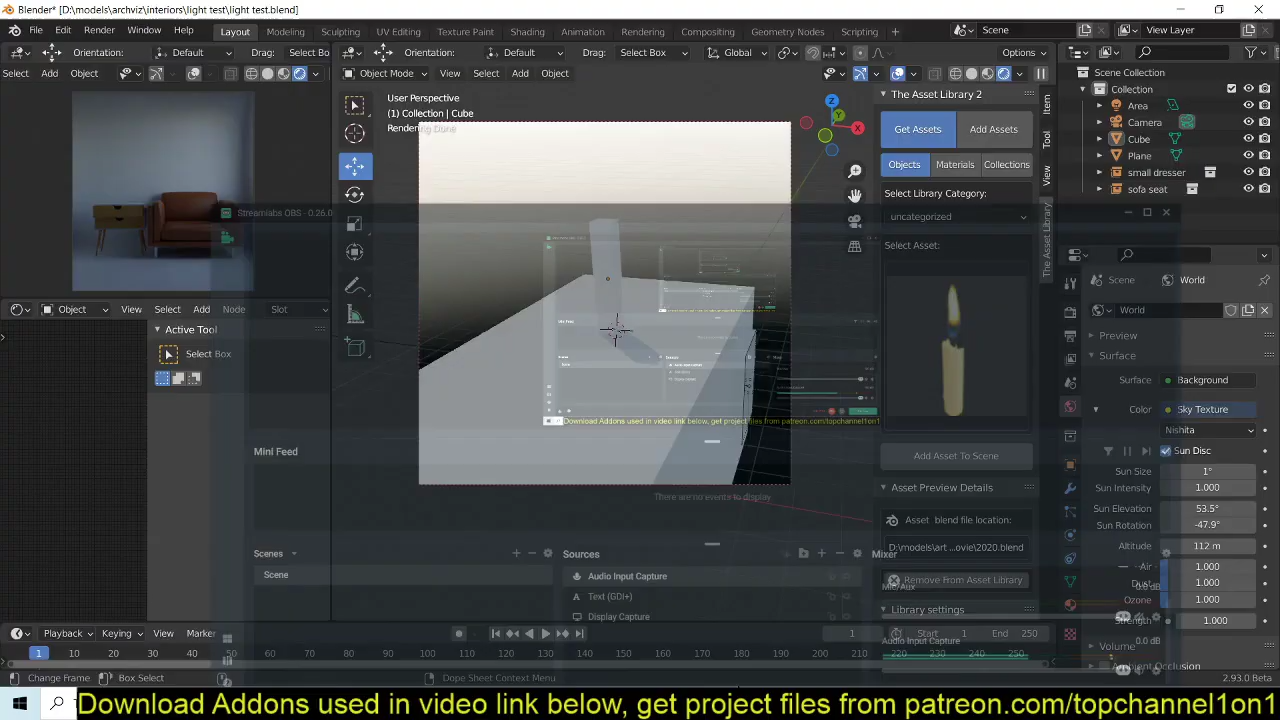 Blender* [D:\models\archviz\interiors\light test\light test.blend]
File Edit Render Window Help Layout Modeling Sculpting UV Editing Texture Paint Shading Animation Rendering Compositing Geometry Nodes Scripting + Scene View Layer
Orientation: Default Drag: Select Bo Orientation: Default Drag: Select Box Global Options
Select Add Object Object Mode View Select Add Object
Scene Collection
Collection
Area
Camera
Cube
Plane
small dresser
sofa seat
User Perspective
(1) Collection | Cube
Rendering Done
Z
Y
X
The Asset Library 2
Get Assets Add Assets
Objects Materials Collections
Select Library Category:
uncategorized
Select Asset:
Add Asset To Scene
Asset Preview Details
Asset .blend file location:
D:\models\art ...ovie\2020.blend
Remove From Asset Library
Library settings
Item
Tool
View
The Asset Library
Streamlabs OBS - 0.26.0
Object View Select Add Node Slot
Active Tool
Select Box
Mini Feed
There are no events to display
Scenes
Scene
Sources
Audio Input Capture
Text (GDI+)
Display Capture
Mixer
Mic/Aux
0.0 dB
Audio Input Capture
0.0 dB
Scene World
World
Preview
Surface
Surface Background
Color Sky Texture
Nishita
Sun Disc
Sun Size 1°
Sun Intensity 1.000
Sun Elevation 53.5°
Sun Rotation -47.9°
Altitude 112 m
Air 1.000
Dust 1.000
Ozone 1.000
Strength 1.000
Volume
Ambient Occlusion
Playback Keying View Marker 1 Start 1 End 250
1 10 20 30 40 50 60 70 80 90 100 110 120 130 140 150 160 170 180 190 200 210 220 230 240 250
Change Frame Box Select Dope Sheet Context Menu 2.93.0 Beta
Download Addons used in video link below, get project files from patreon.com/topchannel1on1
Download Addons used in video link below, get project files from patreon.com/topchannel1on1